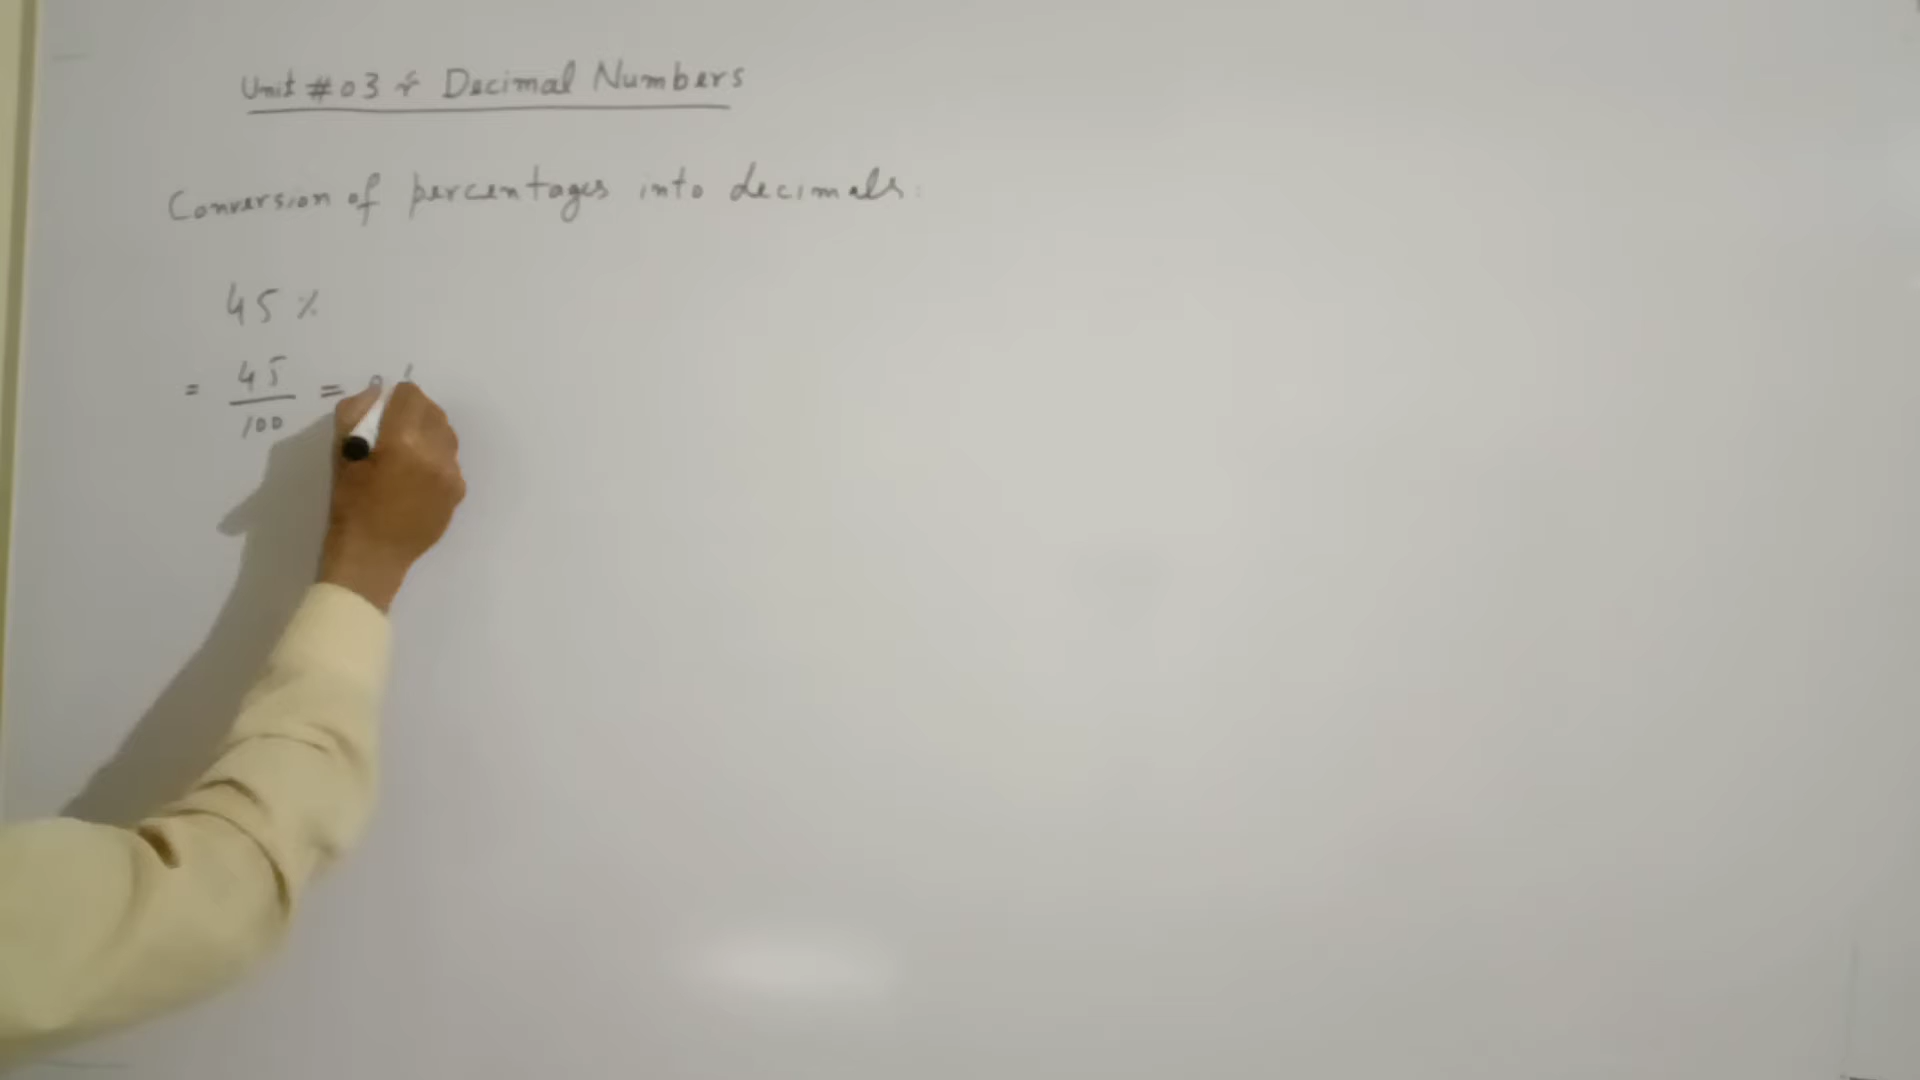 Unit # 03 : Decimal Numbers
Conversion of percentages into decimals:
45 %
= 45/100 =